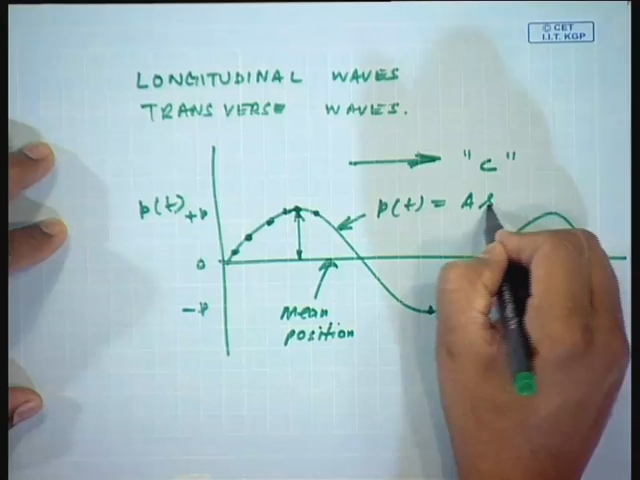 © CET
I.I.T. KGP
LONGITUDINAL WAVES
TRANSVERSE WAVES.
"c"
p(t) = A s
p(t)
+p
0
-p
Mean
position